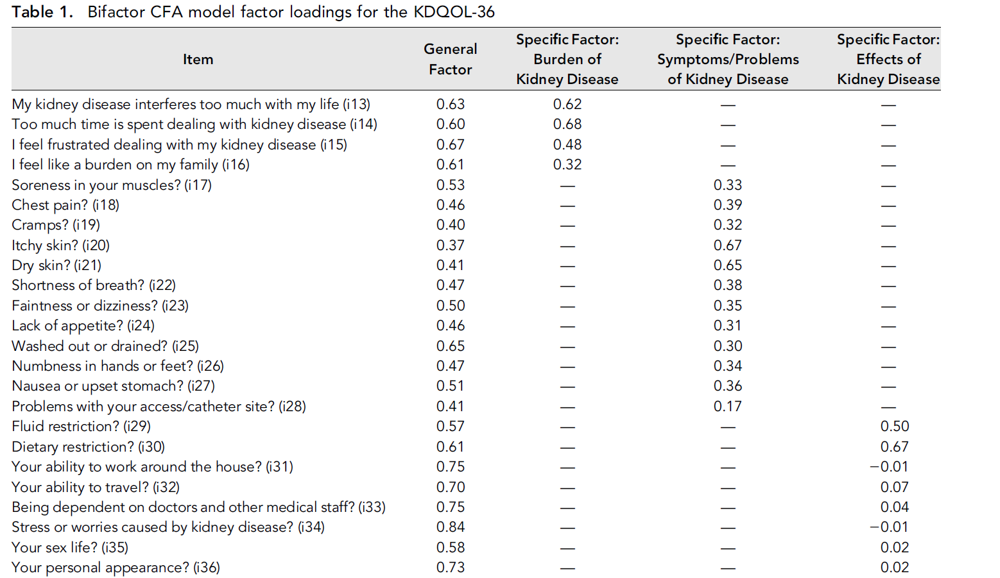 Table 1. Bifactor CFA model factor loadings for the KDQOL-36
Item General Factor Specific Factor: Burden of Kidney Disease Specific Factor: Symptoms/Problems of Kidney Disease Specific Factor: Effects of Kidney Disease
My kidney disease interferes too much with my life (i13) 0.63 0.62 — —
Too much time is spent dealing with kidney disease (i14) 0.60 0.68 — —
I feel frustrated dealing with my kidney disease (i15) 0.67 0.48 — —
I feel like a burden on my family (i16) 0.61 0.32 — —
Soreness in your muscles? (i17) 0.53 — 0.33 —
Chest pain? (i18) 0.46 — 0.39 —
Cramps? (i19) 0.40 — 0.32 —
Itchy skin? (i20) 0.37 — 0.67 —
Dry skin? (i21) 0.41 — 0.65 —
Shortness of breath? (i22) 0.47 — 0.38 —
Faintness or dizziness? (i23) 0.50 — 0.35 —
Lack of appetite? (i24) 0.46 — 0.31 —
Washed out or drained? (i25) 0.65 — 0.30 —
Numbness in hands or feet? (i26) 0.47 — 0.34 —
Nausea or upset stomach? (i27) 0.51 — 0.36 —
Problems with your access/catheter site? (i28) 0.41 — 0.17 —
Fluid restriction? (i29) 0.57 — — 0.50
Dietary restriction? (i30) 0.61 — — 0.67
Your ability to work around the house? (i31) 0.75 — — −0.01
Your ability to travel? (i32) 0.70 — — 0.07
Being dependent on doctors and other medical staff? (i33) 0.75 — — 0.04
Stress or worries caused by kidney disease? (i34) 0.84 — — −0.01
Your sex life? (i35) 0.58 — — 0.02
Your personal appearance? (i36) 0.73 — — 0.02